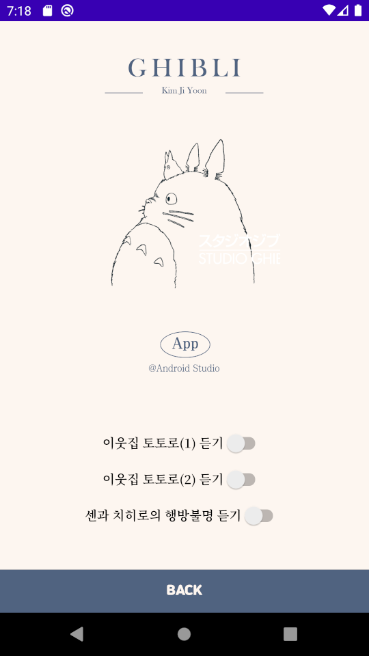 7:18
GHIBLI
Kim Ji Yoon
スタジオジブ
STUDIO GHIB
App
@Android Studio
이웃집 토토로(1) 듣기
이웃집 토토로(2) 듣기
센과 치히로의 행방불명 듣기
BACK